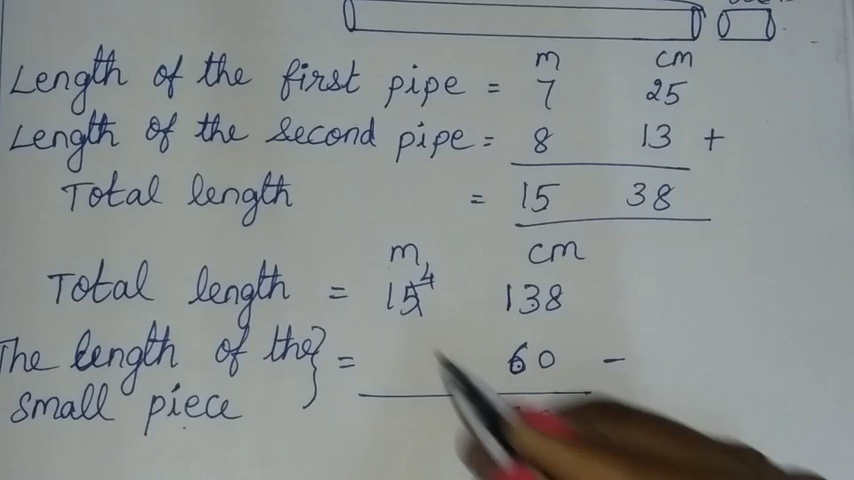 m cm
Length of the first pipe = 7 25
Length of the second pipe = 8 13 +
Total length = 15 38
m cm
4
Total length = 15 138
The length of the } = 60 -
small piece